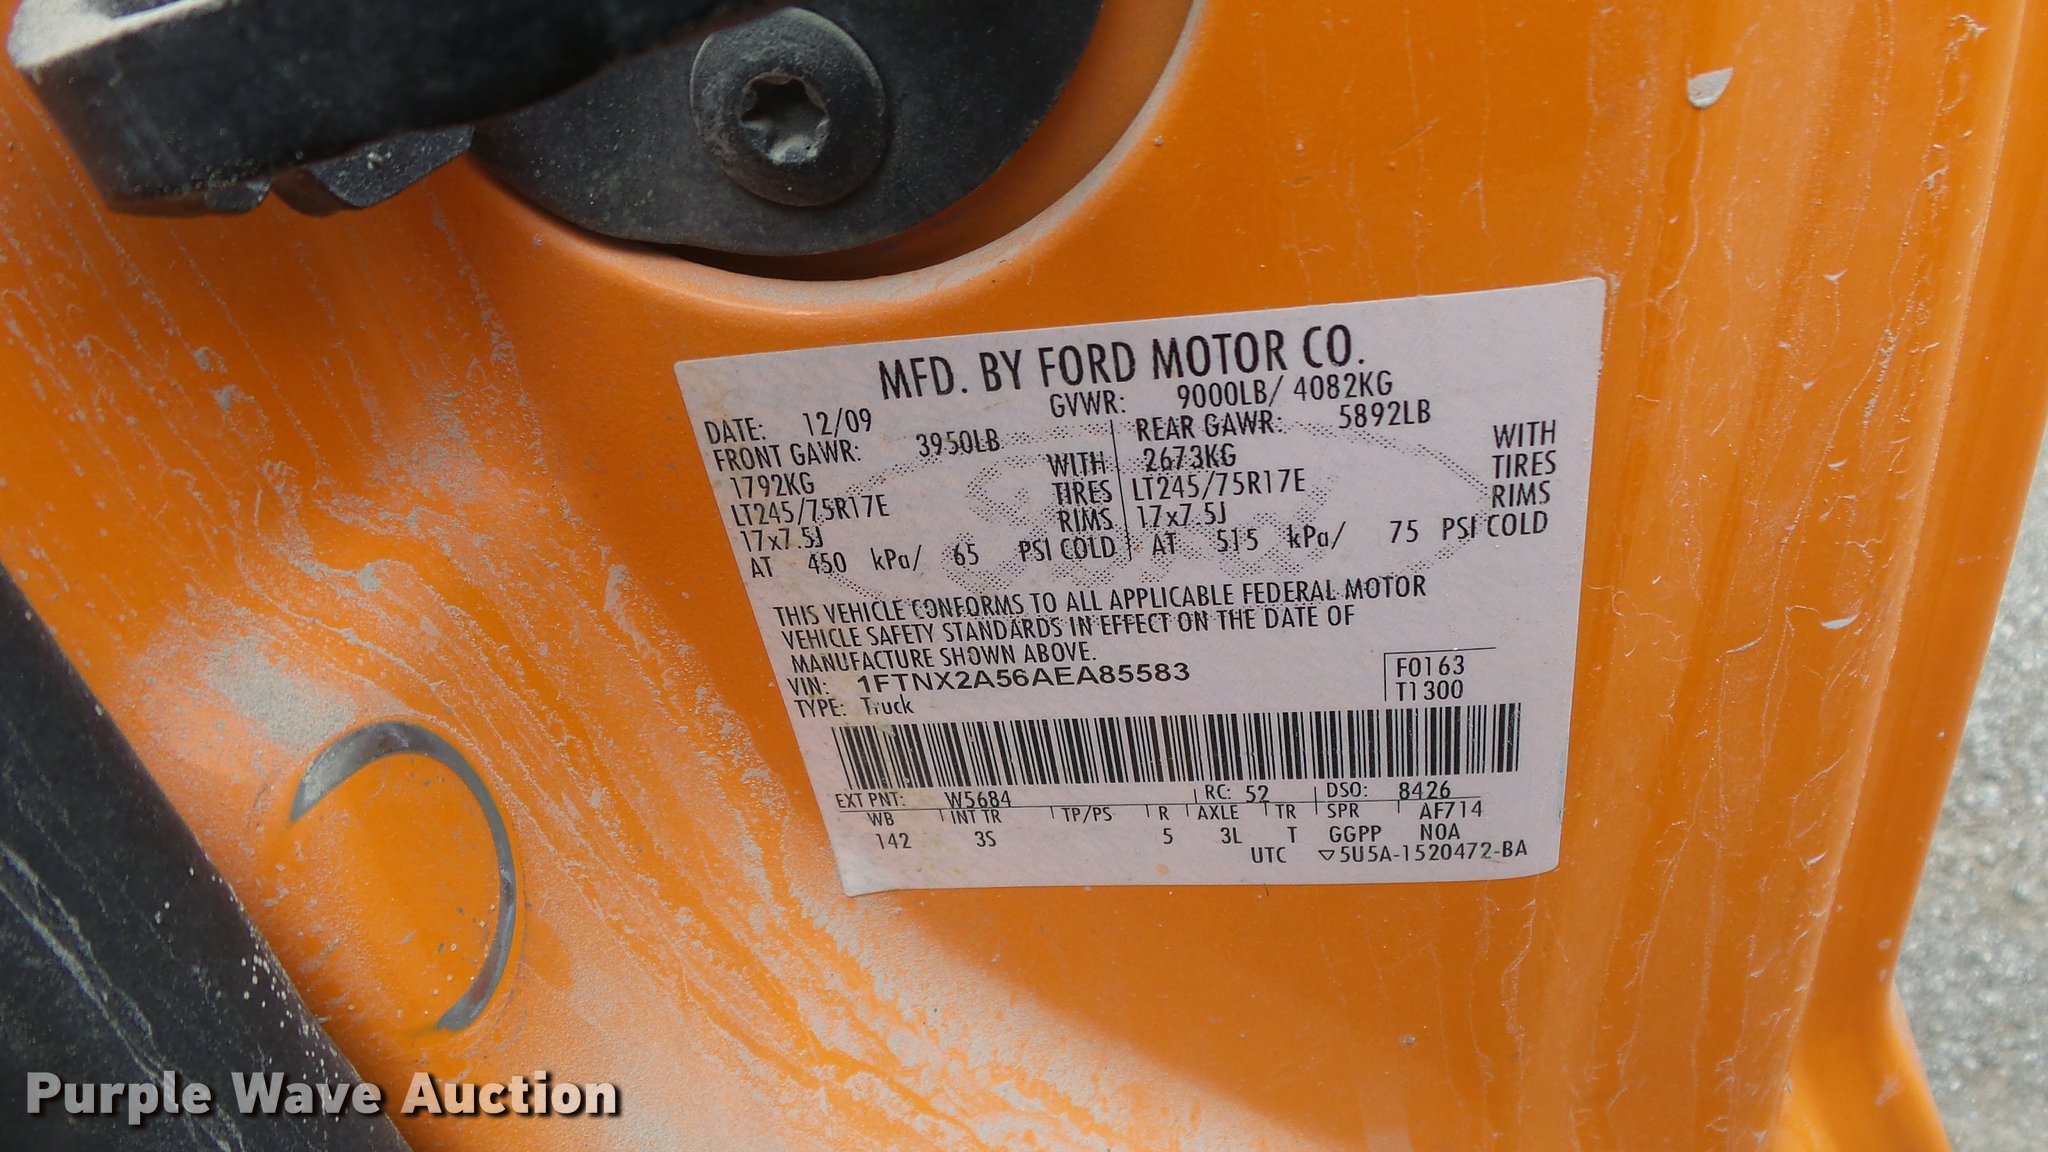 MFD. BY FORD MOTOR CO.
DATE: 12/09 GVWR: 9000LB/ 4082KG
FRONT GAWR: 3950LB REAR GAWR: 5892LB
1792KG WITH 2673KG WITH
LT245/75R17E TIRES LT245/75R17E TIRES
17x7.5J RIMS 17x7.5J RIMS
AT 450 kPa/ 65 PSI COLD AT 515 kPa/ 75 PSI COLD
THIS VEHICLE CONFORMS TO ALL APPLICABLE FEDERAL MOTOR
VEHICLE SAFETY STANDARDS IN EFFECT ON THE DATE OF
MANUFACTURE SHOWN ABOVE.
VIN: 1FTNX2A56AEA85583 F0163
TYPE: Truck T1300
EXT PNT: W5684 RC: 52 DSO: 8426
WB INT TR TP/PS R AXLE TR SPR AF714
142 3S 5 3L T GGPP N0A
UTC ▽5U5A-1520472-BA
Purple Wave Auction